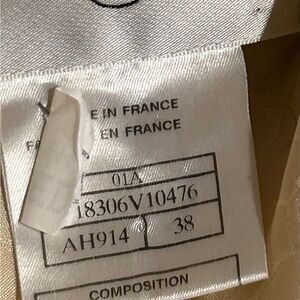 E IN FRANCE
EN FRANCE
01A
18306V10476
AH914 38
COMPOSITION